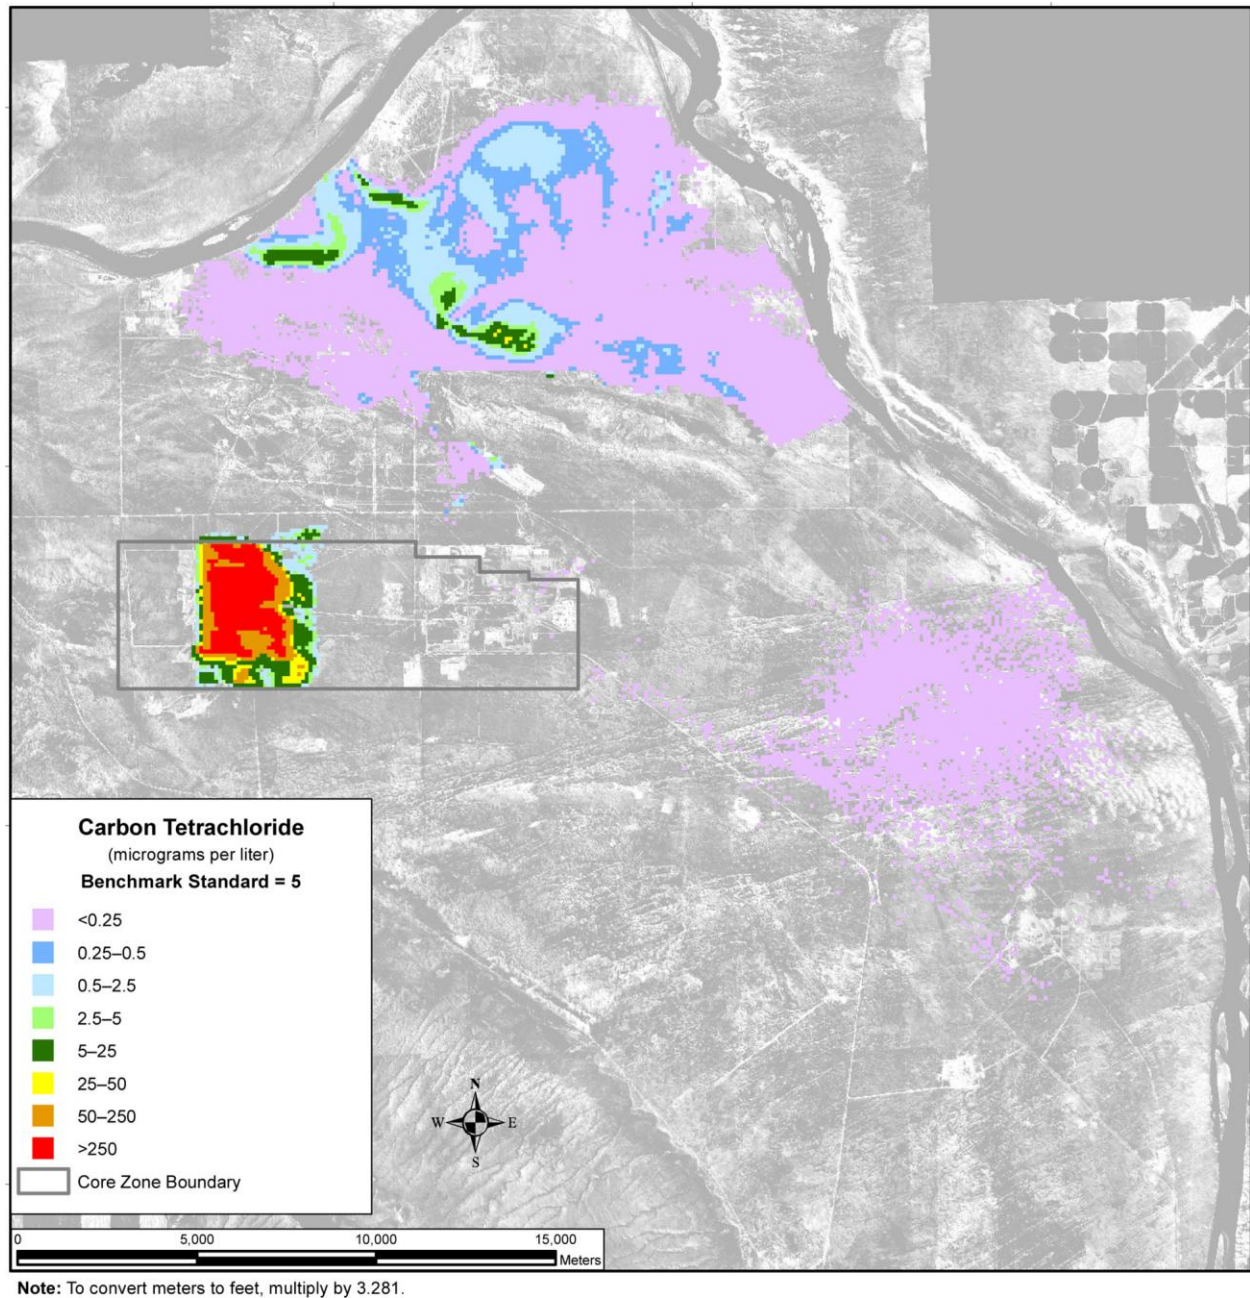 Carbon Tetrachloride
(micrograms per liter)
Benchmark Standard = 5
<0.25
0.25–0.5
0.5–2.5
2.5–5
5–25
25–50
50–250
>250
Core Zone Boundary
N
W E
S
0 5,000 10,000 15,000
Meters
Note: To convert meters to feet, multiply by 3.281.